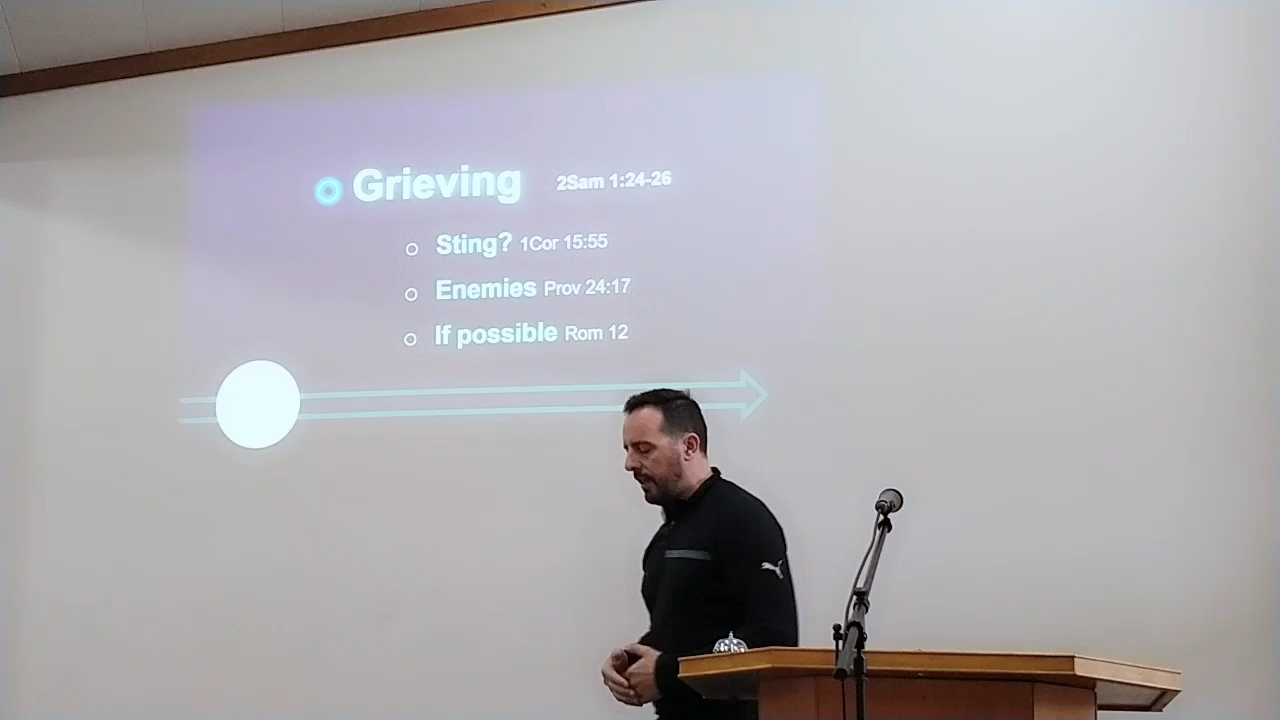 Grieving 2Sam 1:24-26
Sting? 1Cor 15:55
Enemies Prov 24:17
If possible Rom 12